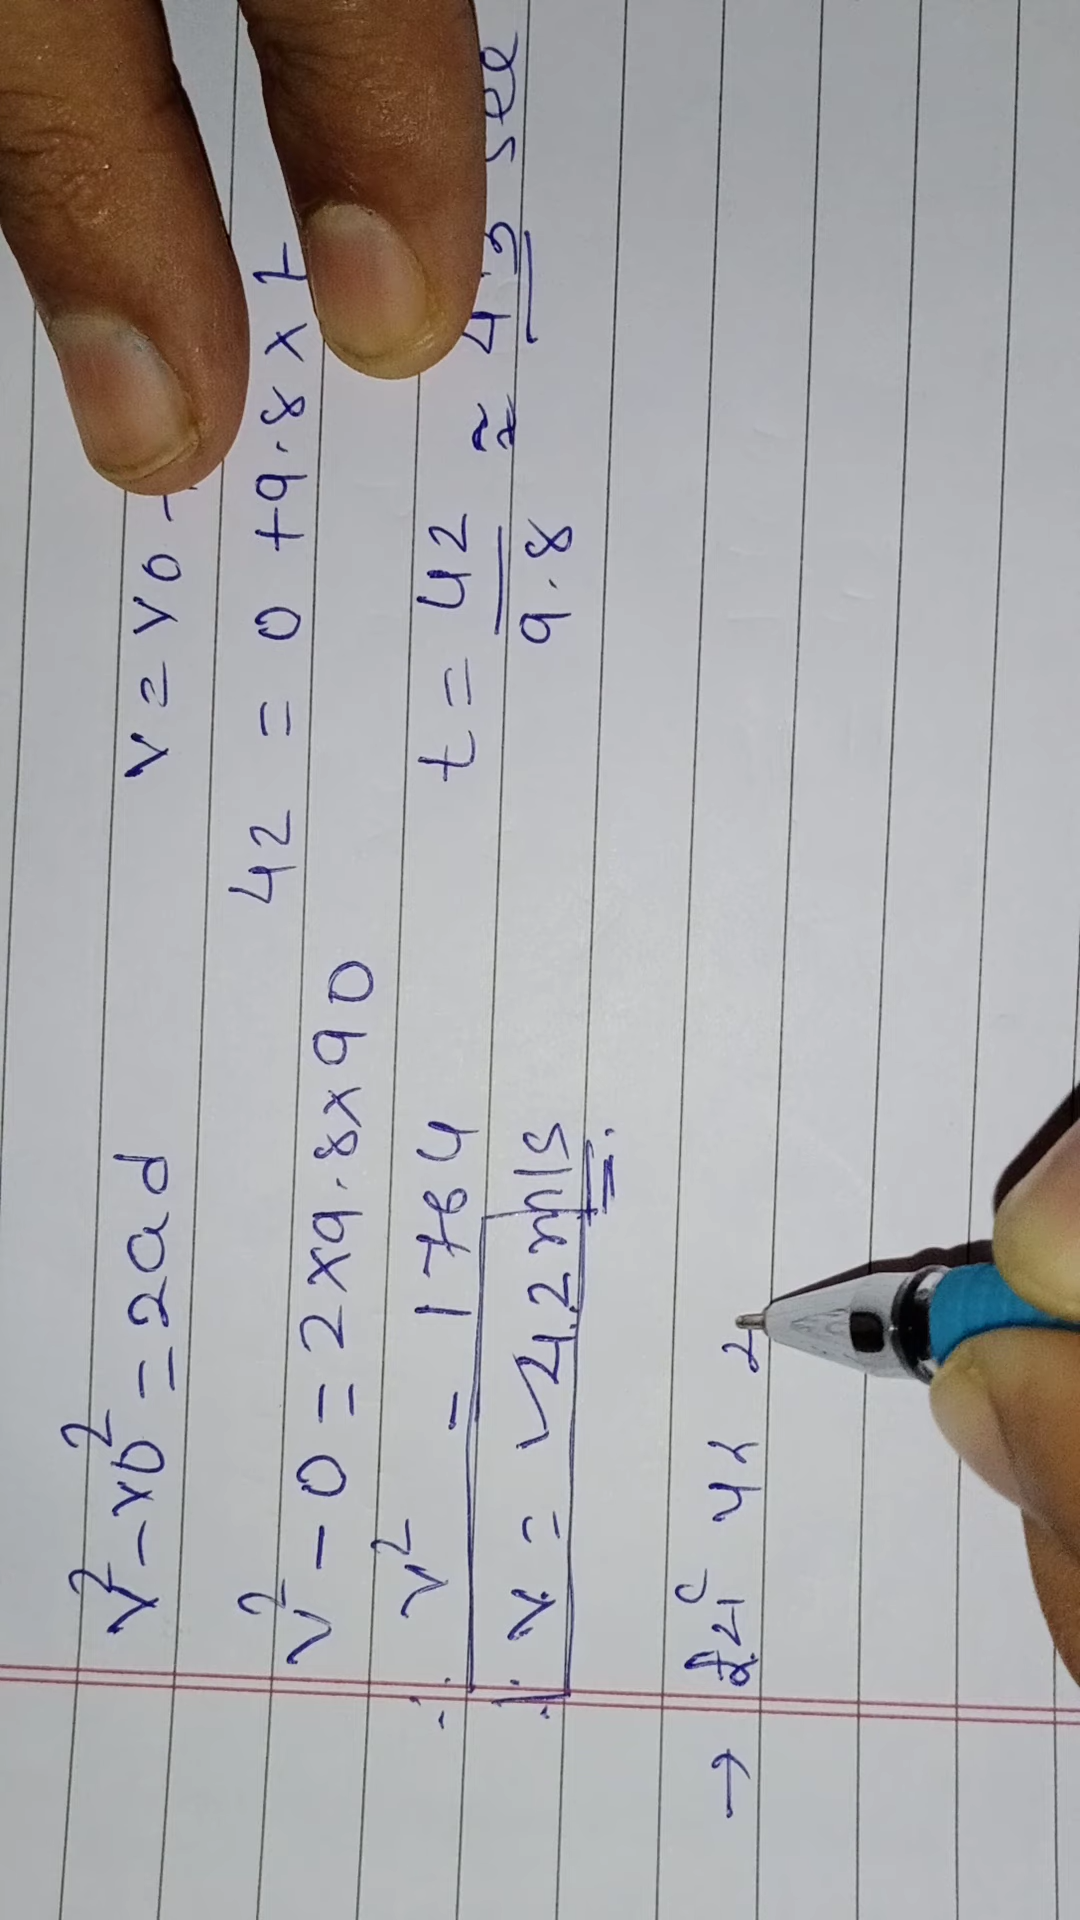 v² - v₀² = 2ad
v² - 0 = 2×9.8×90
∴ v² = 1764
∴ v = √42 m/s
v = v₀
42 = 0 + 9.8 × t
t = 42/9.8 ≈ 4.3 sec
→